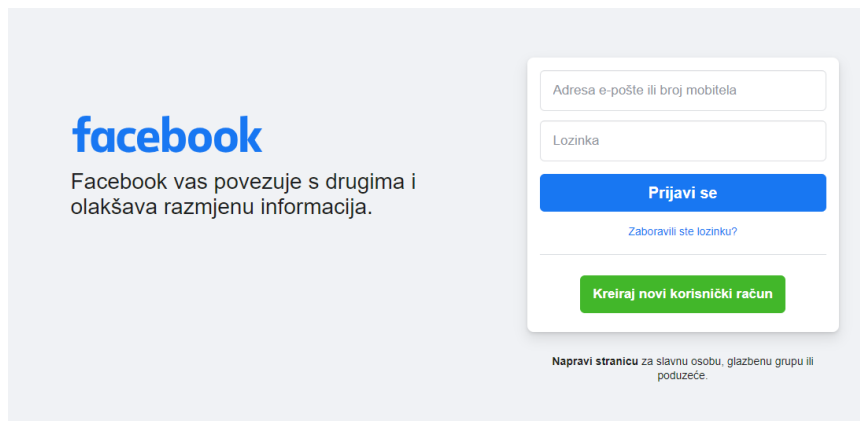 facebook
Facebook vas povezuje s drugima i
olakšava razmjenu informacija.
Adresa e-pošte ili broj mobitela
Lozinka
Prijavi se
Zaboravili ste lozinku?
Kreiraj novi korisnički račun
Napravi stranicu za slavnu osobu, glazbenu grupu ili
poduzeće.